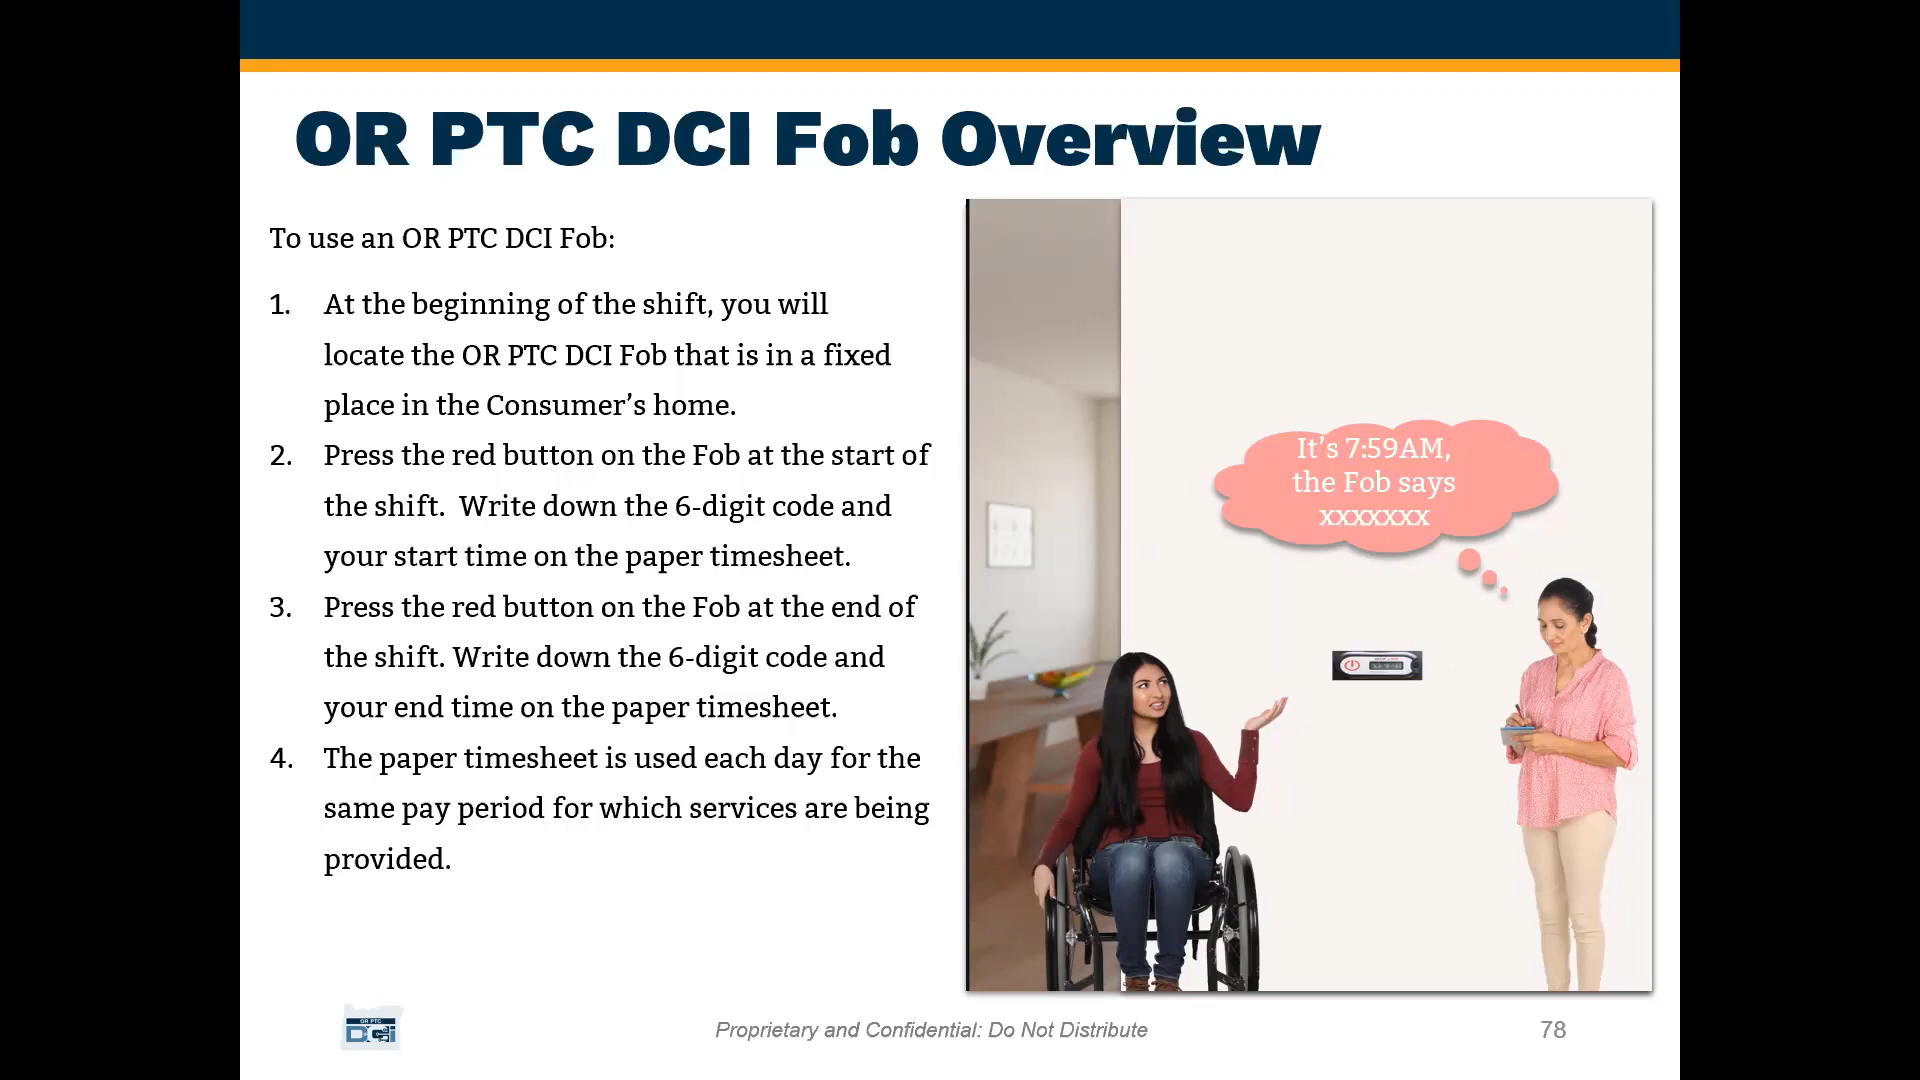 OR PTC DCI Fob Overview
To use an OR PTC DCI Fob:
1. At the beginning of the shift, you will
locate the OR PTC DCI Fob that is in a fixed
place in the Consumer’s home.
2. Press the red button on the Fob at the start of
the shift.  Write down the 6-digit code and
your start time on the paper timesheet.
3. Press the red button on the Fob at the end of
the shift. Write down the 6-digit code and
your end time on the paper timesheet.
4. The paper timesheet is used each day for the
same pay period for which services are being
provided.
It’s 7:59AM,
the Fob says
xxxxxxx
OR PTC
DCI
Proprietary and Confidential: Do Not Distribute
78